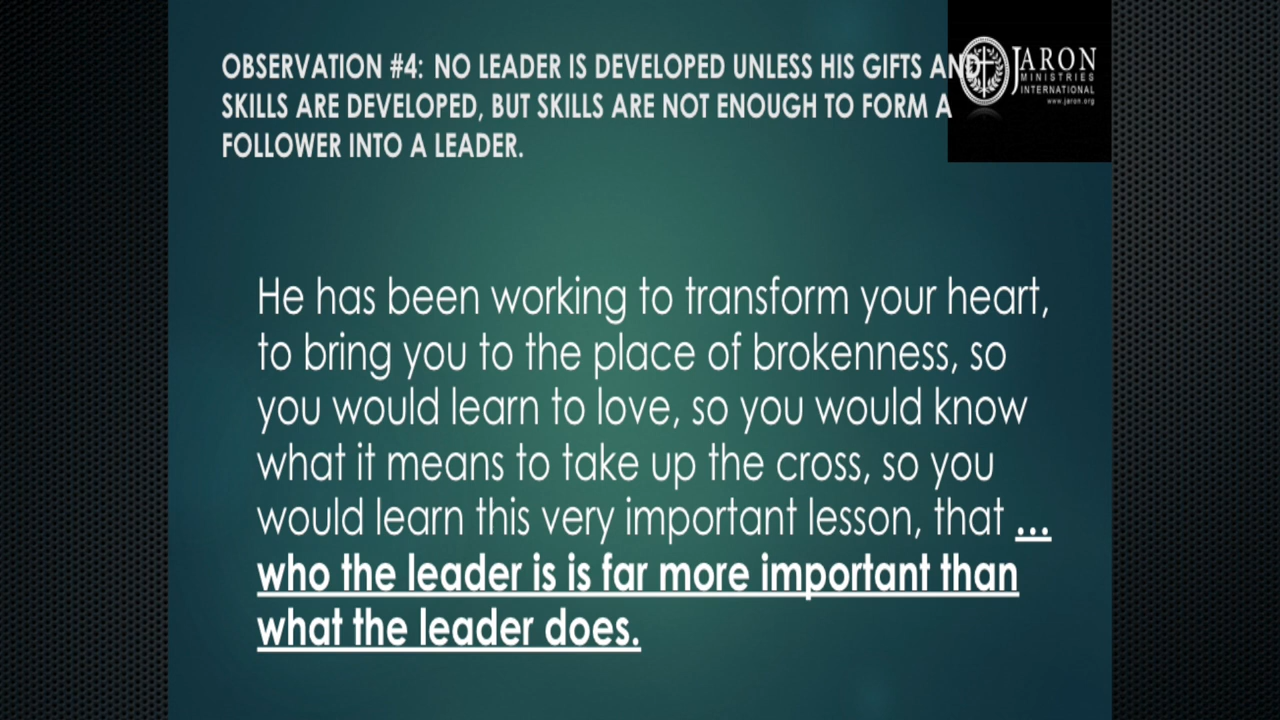 OBSERVATION #4: NO LEADER IS DEVELOPED UNLESS HIS GIFTS AND
SKILLS ARE DEVELOPED, BUT SKILLS ARE NOT ENOUGH TO FORM A
FOLLOWER INTO A LEADER.
JARON
MINISTRIES
INTERNATIONAL
www.jaron.org
He has been working to transform your heart,
to bring you to the place of brokenness, so
you would learn to love, so you would know
what it means to take up the cross, so you
would learn this very important lesson, that ...
who the leader is is far more important than
what the leader does.